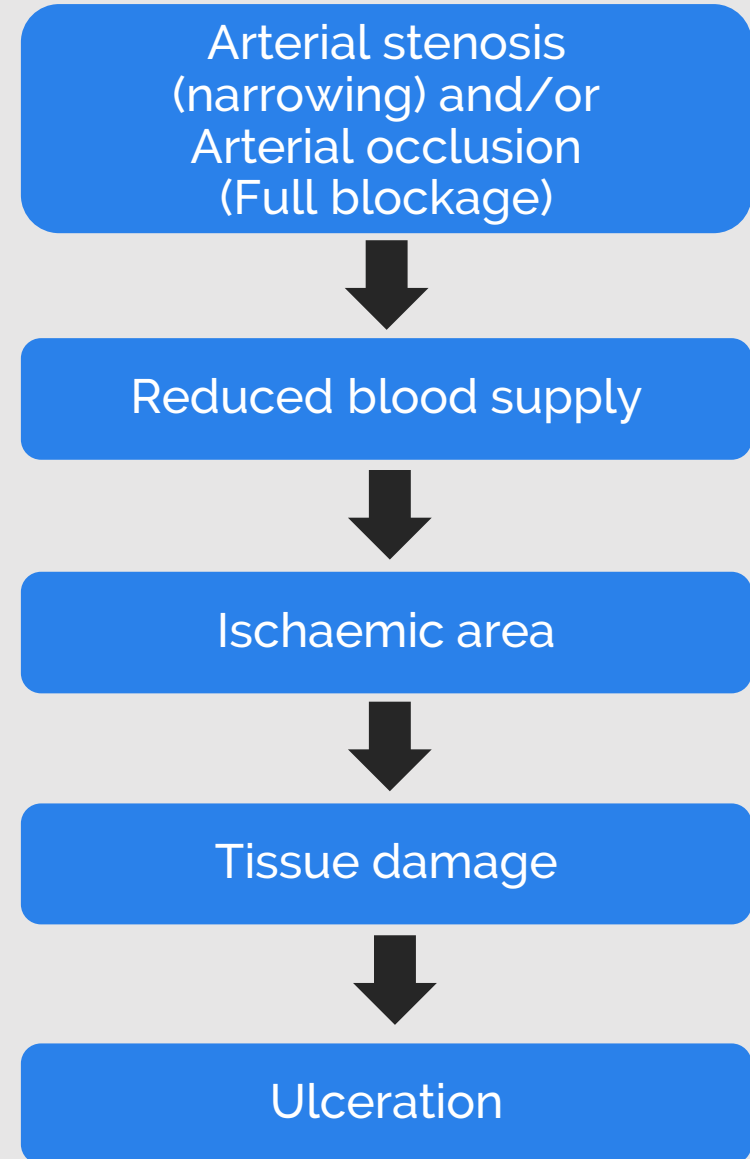 Arterial stenosis
(narrowing) and/or
Arterial occlusion
(Full blockage)
Reduced blood supply
Ischaemic area
Tissue damage
Ulceration